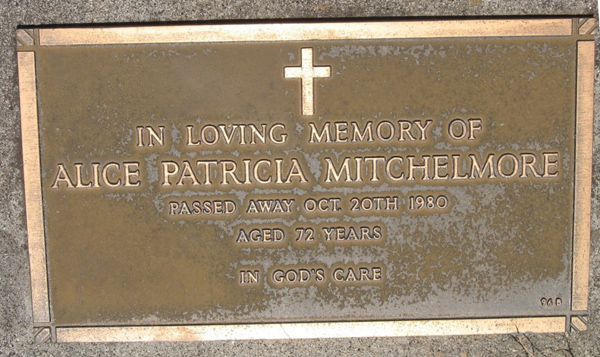 IN LOVING MEMORY OF
ALICE PATRICIA MITCHELMORE
PASSED AWAY OCT. 20TH 1980
AGED 72 YEARS
IN GOD'S CARE